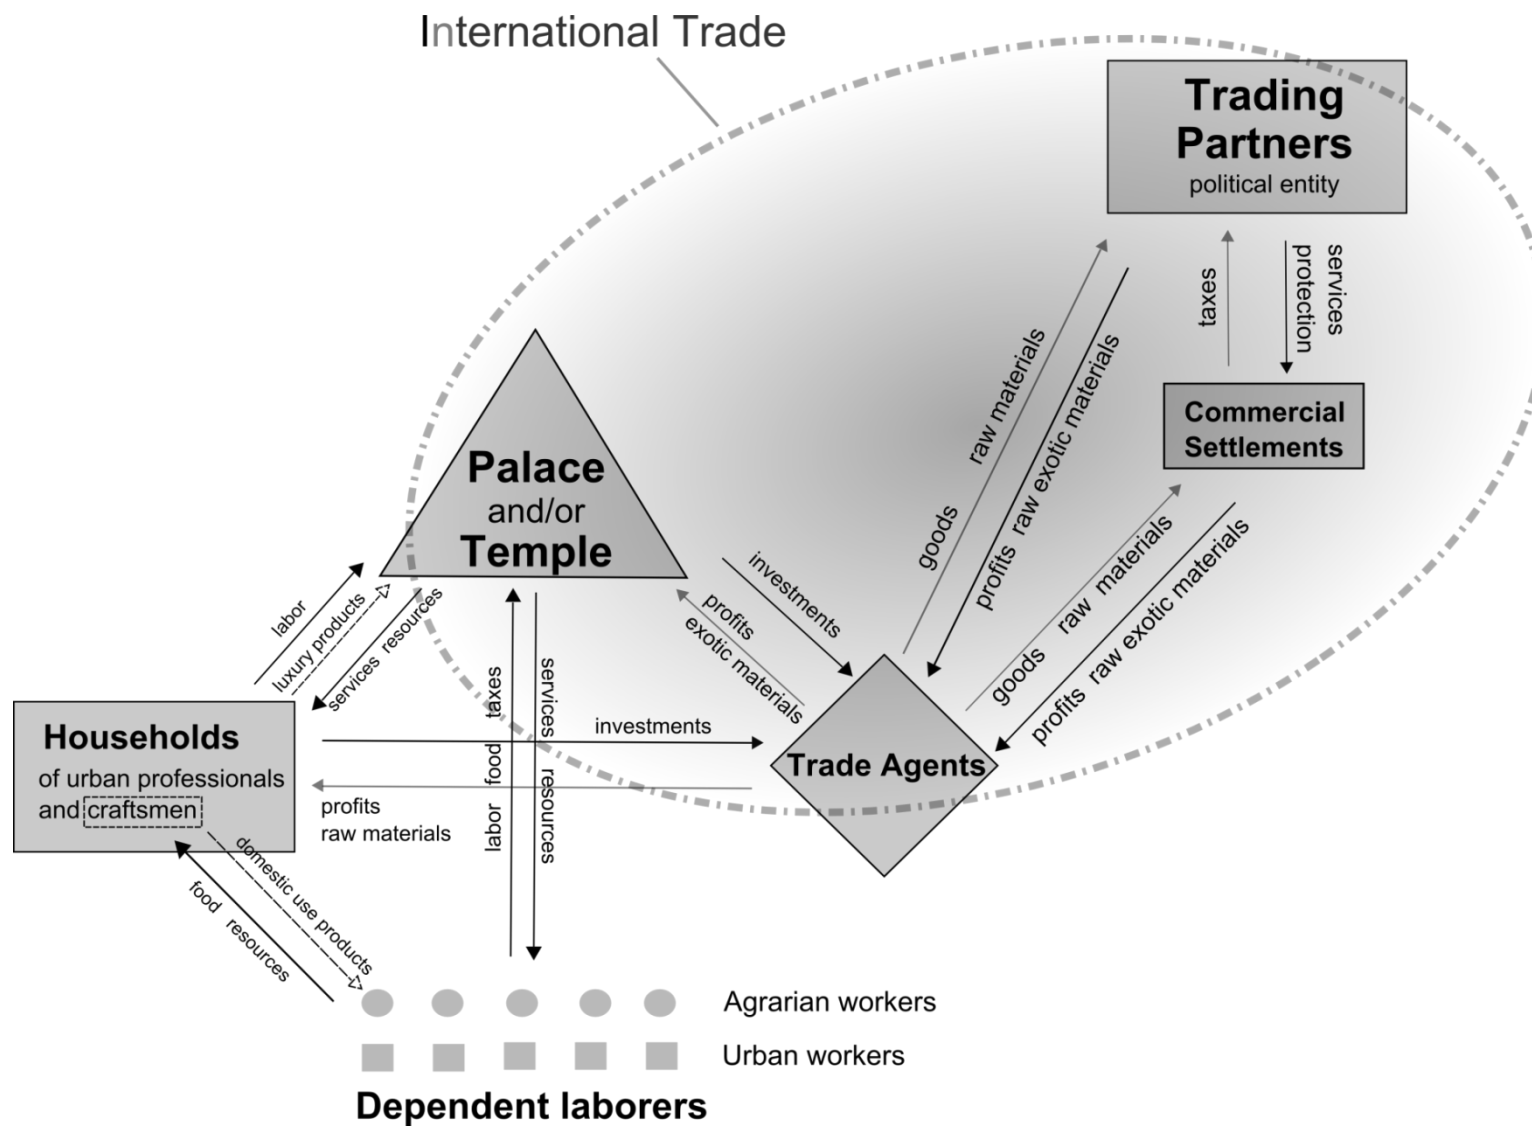 International Trade
Trading
Partners
political entity
taxes
services
protection
raw materials
goods
profits raw exotic materials
Commercial
Settlements
goods raw materials
profits raw exotic materials
Palace
and/or
Temple
investments
profits
exotic materials
labor
luxury products
services resources
labor food taxes
services resources
investments
Trade Agents
profits
raw materials
Households
of urban professionals
and craftsmen
domestic use products
food resources
Agrarian workers
Urban workers
Dependent laborers